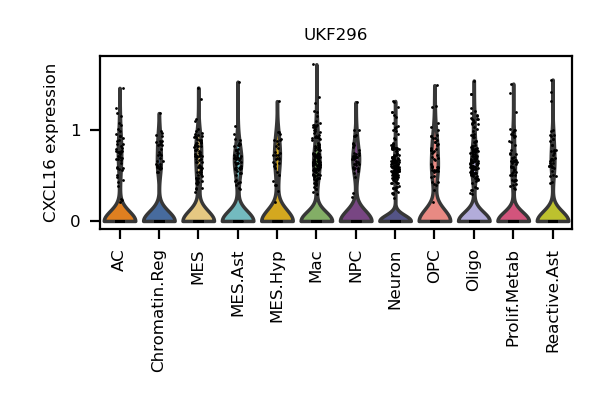 UKF296
CXCL16 expression
1
0
AC
Chromatin.Reg
MES
MES.Ast
MES.Hyp
Mac
NPC
Neuron
OPC
Oligo
Prolif.Metab
Reactive.Ast